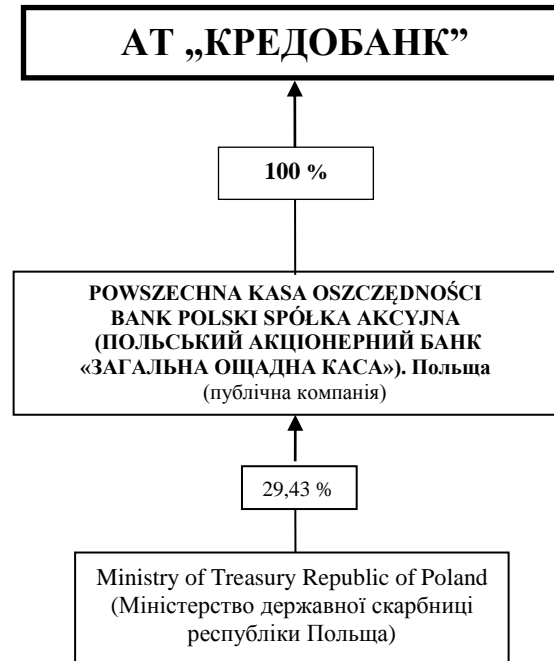 АТ „КРЕДОБАНК”
100 %
POWSZECHNA KASA OSZCZĘDNOŚCI
BANK POLSKI SPÓŁKA AKCYJNA
(ПОЛЬСЬКИЙ АКЦІОНЕРНИЙ БАНК
«ЗАГАЛЬНА ОЩАДНА КАСА»). Польща
(публічна компанія)
29,43 %
Ministry of Treasury Republic of Poland
(Міністерство державної скарбниці
республіки Польща)